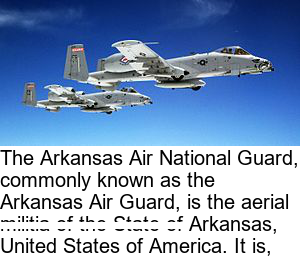 The Arkansas Air National Guard,
commonly known as the
Arkansas Air Guard, is the aerial
militia of the State of Arkansas,
United States of America. It is,